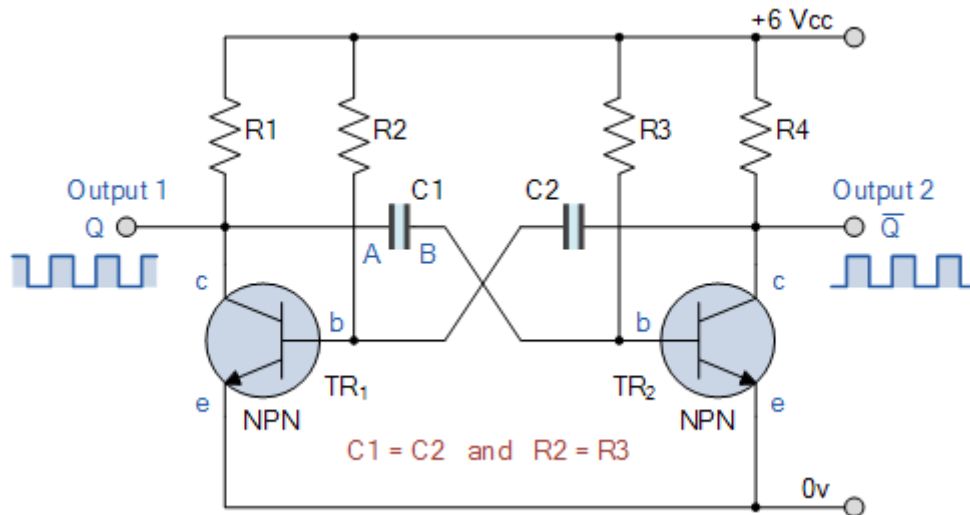 +6 Vcc
R1
R2
R3
R4
Output 1
C1
C2
Output 2
Q
Q̅
A
B
c
c
b
b
TR₁
TR₂
e
NPN
NPN
e
C1 = C2 and R2 = R3
0v